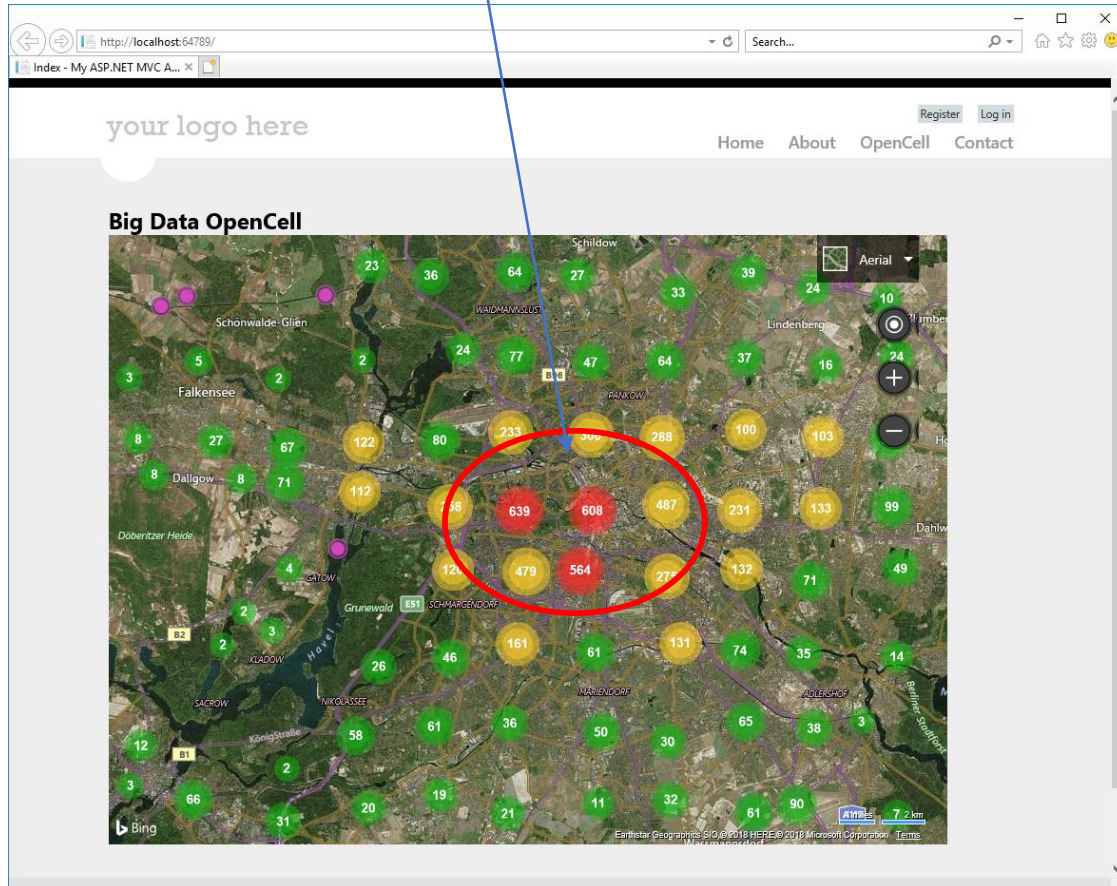 http://localhost:64789/
Search...
Index - My ASP.NET MVC A...
Register Log in
your logo here
Home About OpenCell Contact
Big Data OpenCell
Schildow
Aerial
23 36 64 27 39 24
33 10
WAIDMANNSLUST
Schönwalde-Glien
Lindenberg
5 2 24 77 47 64 37 16 24
B96
3 2
Falkensee
PANKOW
8 27 67 122 80 233 288 100 103
8 Dallgow 8 71 112 639 608 487 231 133 99
Döberitzer Heide
4 479 564 132 71 49
GATOW
Grunewald E51 SCHMARGENDORF
2
B2 2 3
KLADOW
Havel
26 46 161 61 131 74 35 14
MARIENDORF
SACROW NIKOLASSEE ADLERSHOF
Berliner Stadtforst
12 58 61 36 50 30 65 38 3
KönigStraße
B1
2
3 66 31 20 19 21 11 32 61 90 7
2 km
Bing
Earthstar Geographics SIO, © 2018 HERE, © 2018 Microsoft Corporation Terms